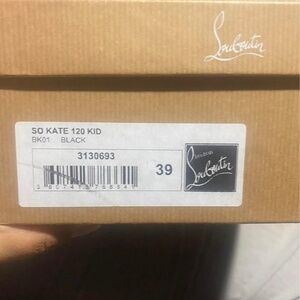 Louboutin
SO KATE 120 KID
BK01 BLACK
3130693
39
Louboutin